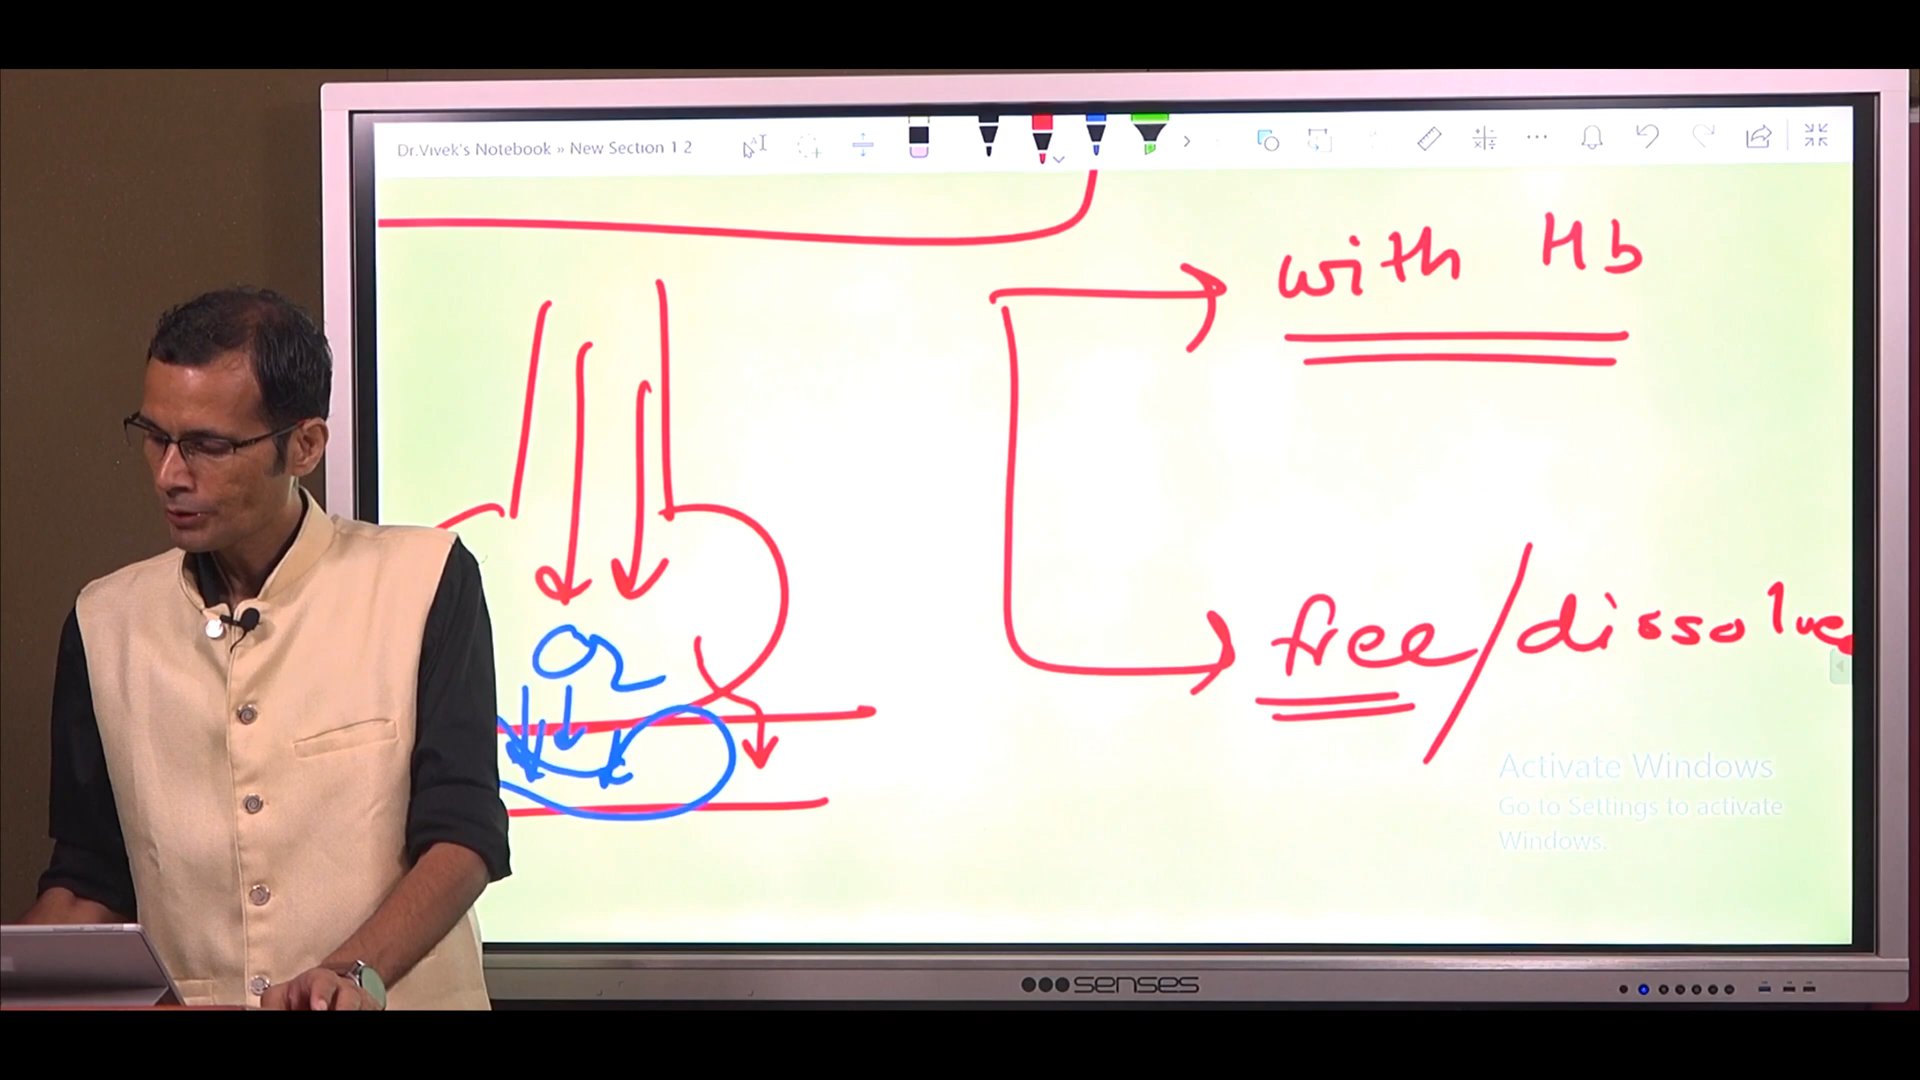 Dr.Vivek's Notebook » New Section 1 2
with Hb
O2
free/dissolved
Activate Windows
Go to Settings to activate
Windows.
senses